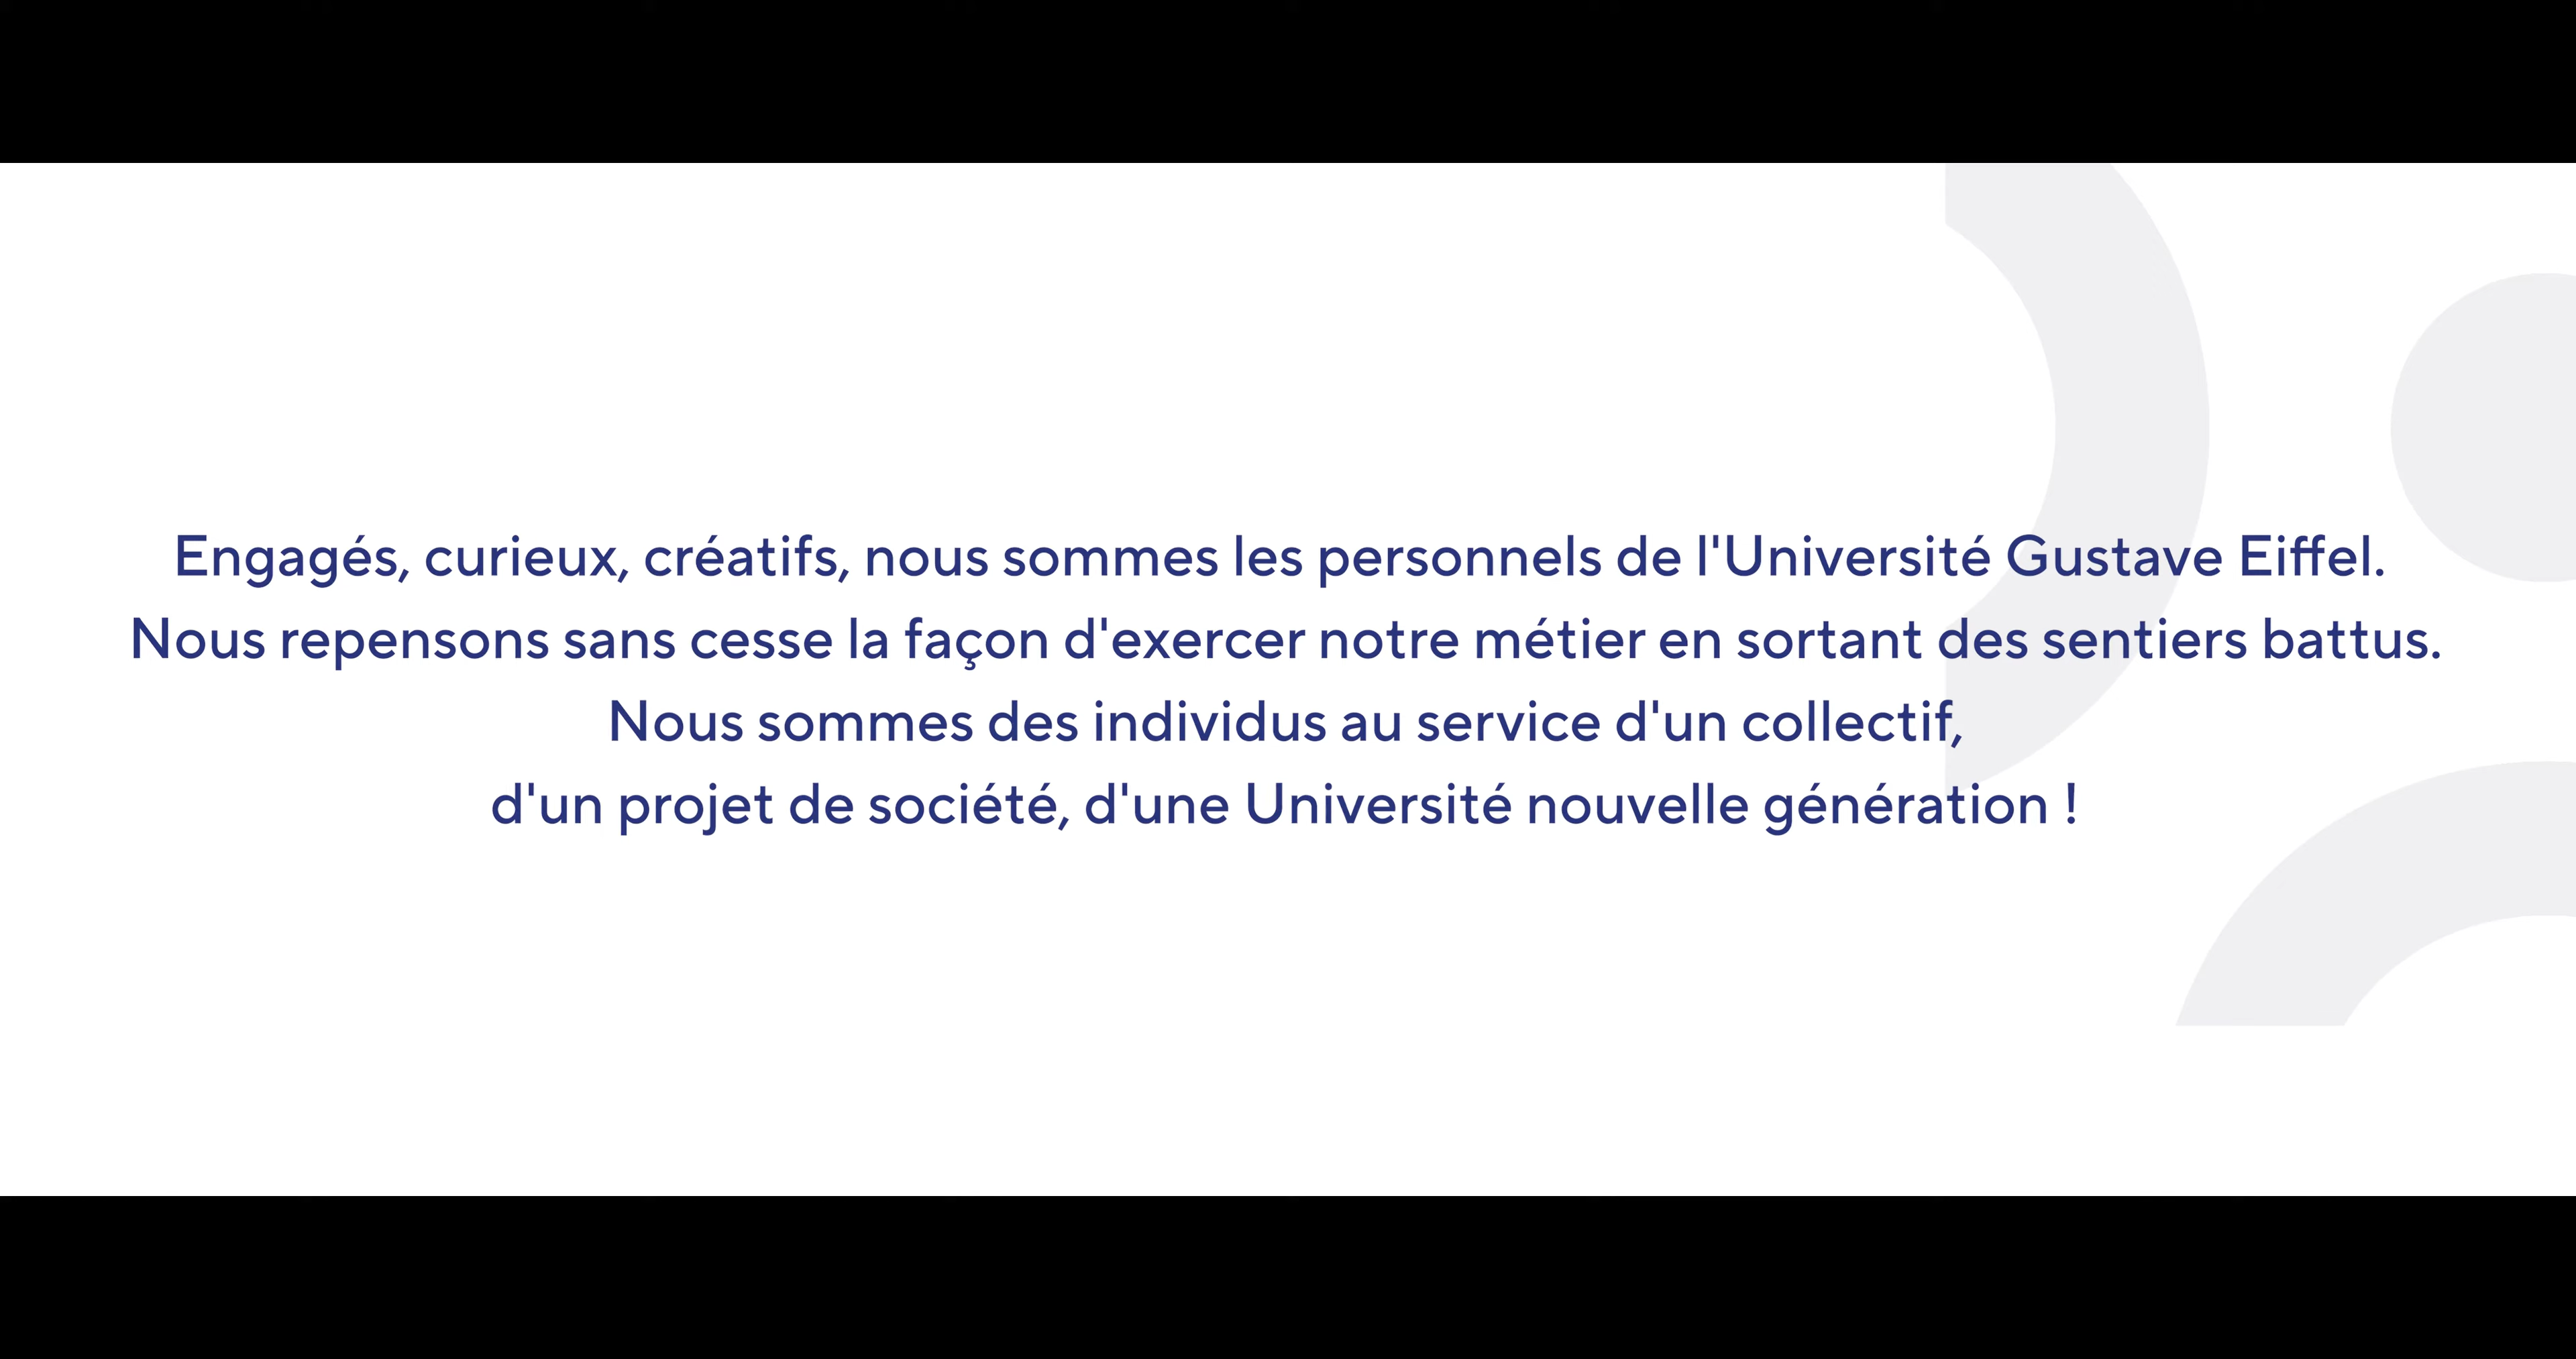 Engagés, curieux, créatifs, nous sommes les personnels de l'Université Gustave Eiffel.
Nous repensons sans cesse la façon d'exercer notre métier en sortant des sentiers battus.
Nous sommes des individus au service d'un collectif,
d'un projet de société, d'une Université nouvelle génération !